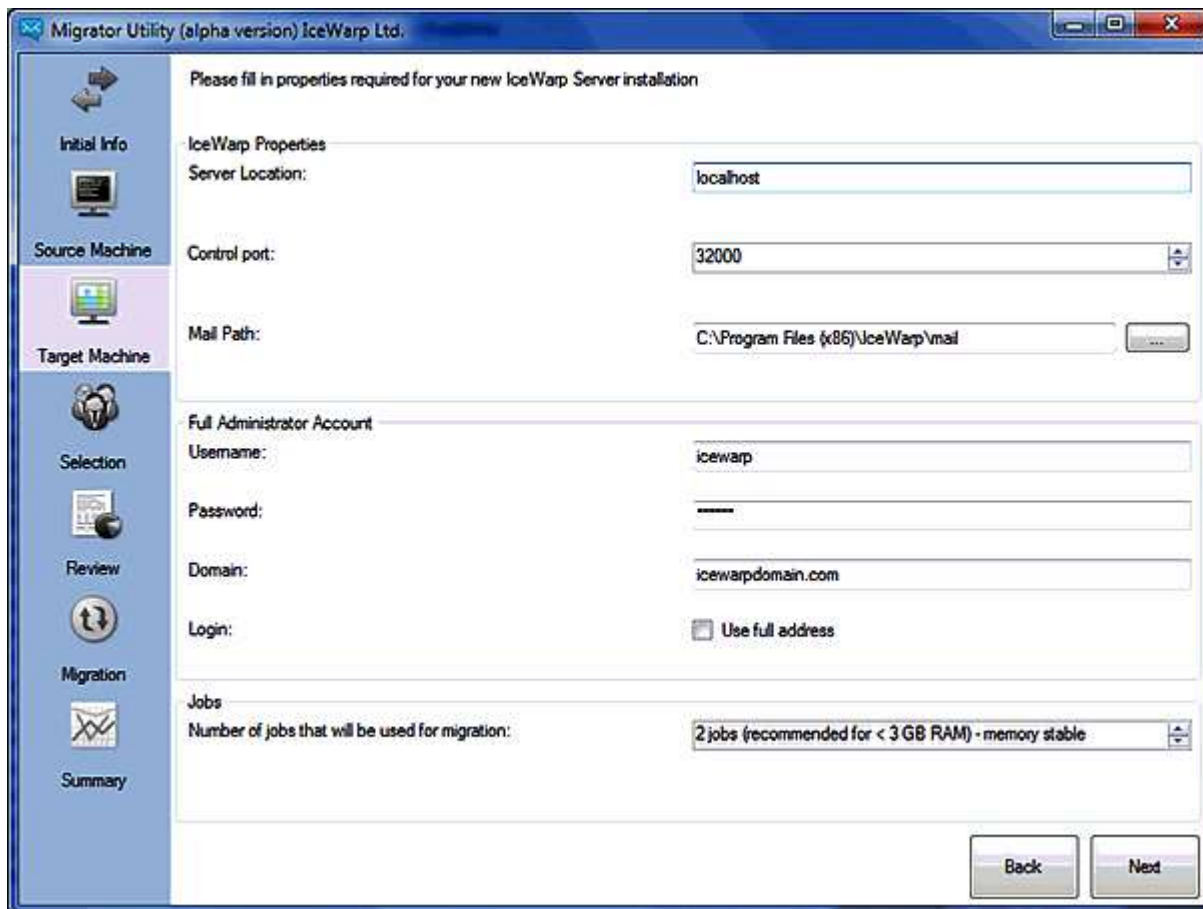 Migrator Utility (alpha version) IceWarp Ltd.
Please fill in properties required for your new IceWarp Server installation
Initial Info
Source Machine
Target Machine
Selection
Review
Migration
Summary
IceWarp Properties
Server Location:
localhost
Control port:
32000
Mail Path:
C:\Program Files (x86)\IceWarp\mail
...
Full Administrator Account
Username:
icewarp
Password:
Domain:
icewarpdomain.com
Login:
Use full address
Jobs
Number of jobs that will be used for migration:
2 jobs (recommended for < 3 GB RAM) - memory stable
Back
Next